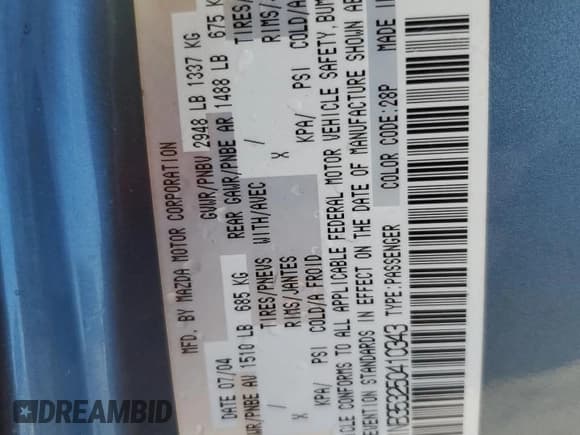 MFD. BY MAZDA MOTOR CORPORATION
DATE 07/04 GVWR/PNBV 2948 LB 1337 KG
GAWR/PNBE AV 1510 LB 685 KG REAR GAWR/PNBE AR 1488 LB 675 KG
TIRES/PNEUS WITH/AVEC / TIRES/
RIMS/JANTES X RIMS/
KPA/ PSI COLD/A FROID KPA/ PSI COLD/A
CLE CONFORMS TO ALL APPLICABLE FEDERAL MOTOR VEHICLE SAFETY, BUM
EVENTION STANDARDS IN EFFECT ON THE DATE OF MANUFACTURE SHOWN AB
TYPE:PASSENGER COLOR CODE:28P MADE I
DREAMBID